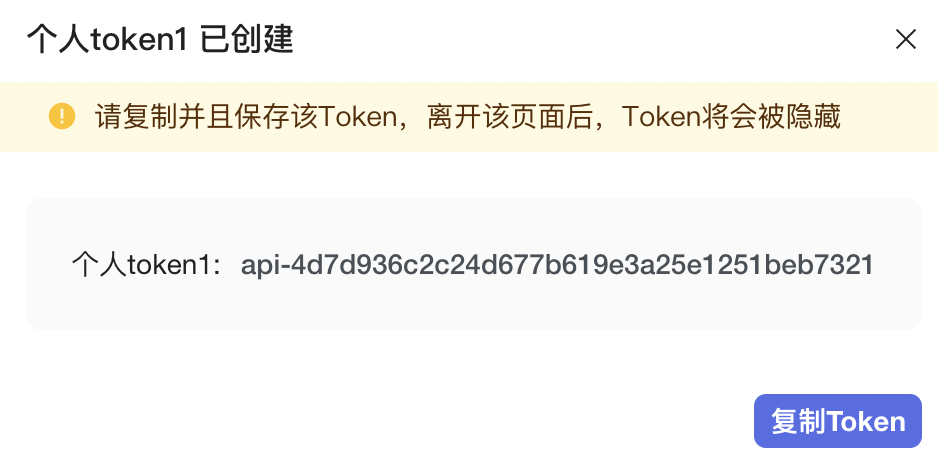 个人token1 已创建
请复制并且保存该Token，离开该页面后，Token将会被隐藏
个人token1： api-4d7d936c2c24d677b619e3a25e1251beb7321
复制Token